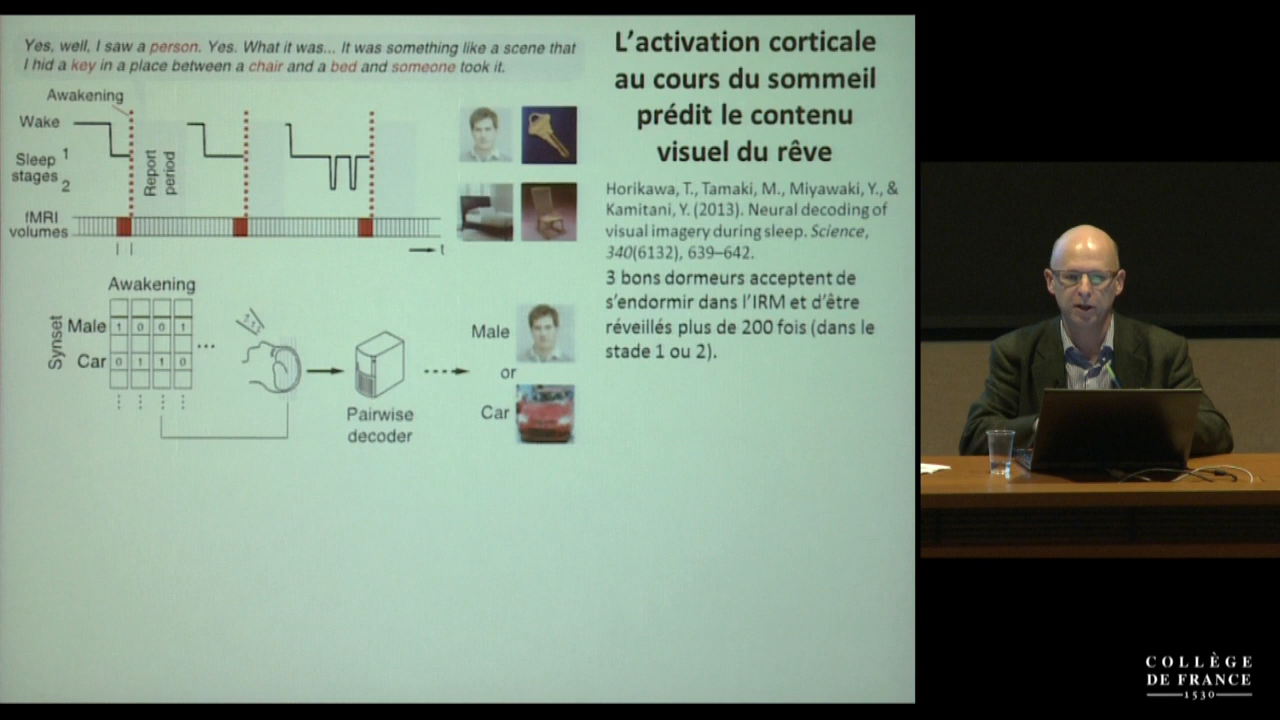 Yes, well, I saw a person. Yes. What it was... It was something like a scene that
I hid a key in a place between a chair and a bed and someone took it.
Awakening
Wake
Sleep stages 1
2
Report period
fMRI volumes
t
Awakening
Synset
Male 1 0 0 1
...
Car 0 1 1 0
Pairwise
decoder
Male
or
Car
L'activation corticale
au cours du sommeil
prédit le contenu
visuel du rêve
Horikawa, T., Tamaki, M., Miyawaki, Y., &
Kamitani, Y. (2013). Neural decoding of
visual imagery during sleep. Science,
340(6132), 639–642.
3 bons dormeurs acceptent de
s'endormir dans l'IRM et d'être
réveillés plus de 200 fois (dans le
stade 1 ou 2).
COLLÈGE
DE FRANCE
1530